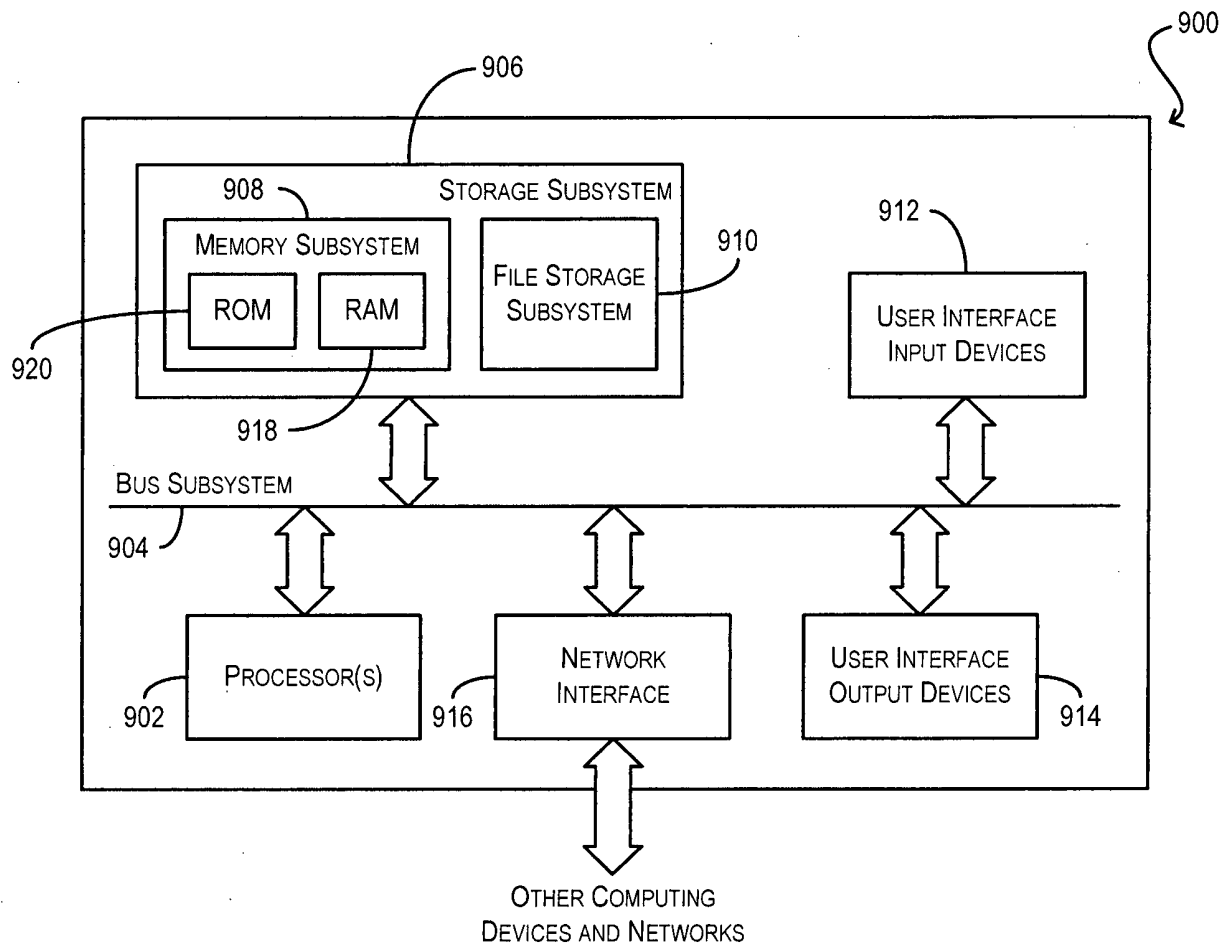 900
906
908
STORAGE SUBSYSTEM
912
MEMORY SUBSYSTEM
910
FILE STORAGE
SUBSYSTEM
ROM
RAM
USER INTERFACE
INPUT DEVICES
920
918
BUS SUBSYSTEM
904
PROCESSOR(S)
NETWORK
INTERFACE
USER INTERFACE
OUTPUT DEVICES
902
916
914
OTHER COMPUTING
DEVICES AND NETWORKS